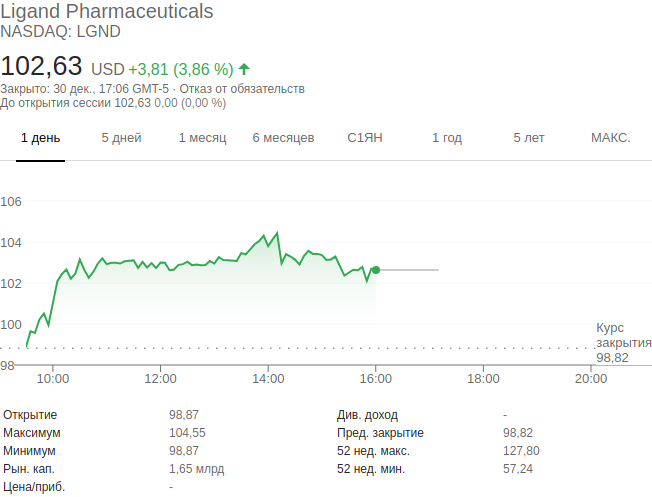 Ligand Pharmaceuticals
NASDAQ: LGND
102,63 USD +3,81 (3,86 %)
Закрыто: 30 дек., 17:06 GMT-5 · Отказ от обязательств
До открытия сессии 102,63 0,00 (0,00 %)
1 день 5 дней 1 месяц 6 месяцев С1ЯН 1 год 5 лет МАКС.
106
104
102
100
Курс
закрытия
98,82
98
10:00 12:00 14:00 16:00 18:00 20:00
Открытие 98,87 Див. доход -
Максимум 104,55 Пред. закрытие 98,82
Минимум 98,87 52 нед. макс. 127,80
Рын. кап. 1,65 млрд 52 нед. мин. 57,24
Цена/приб. -